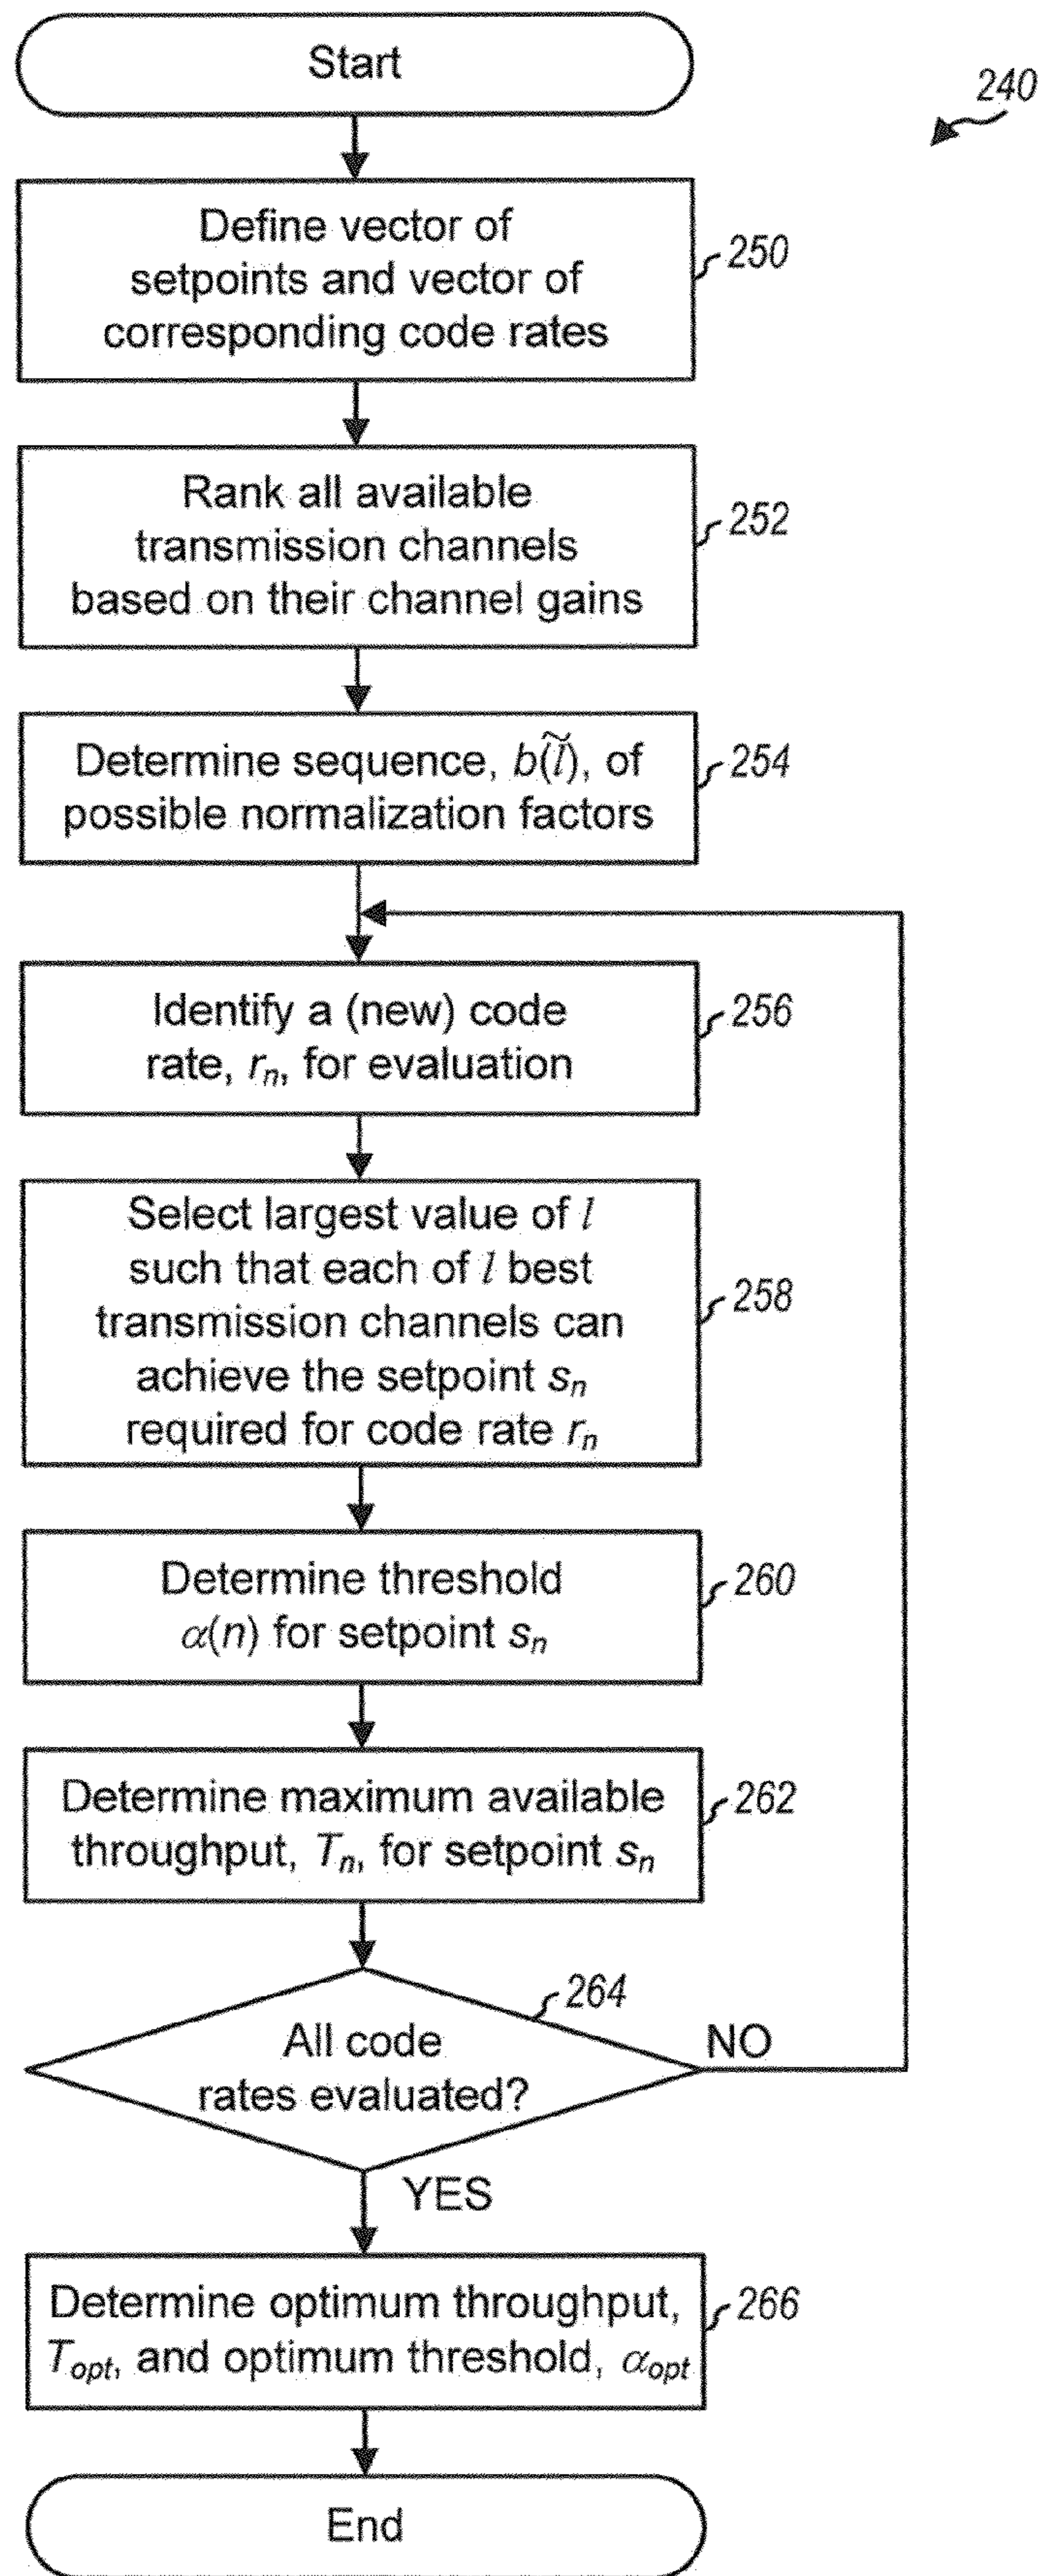 Start
240
Define vector of
setpoints and vector of
corresponding code rates
250
Rank all available
transmission channels
based on their channel gains
252
Determine sequence, b(l̃), of
possible normalization factors
254
Identify a (new) code
rate, rₙ, for evaluation
256
Select largest value of l
such that each of l best
transmission channels can
achieve the setpoint sₙ
required for code rate rₙ
258
Determine threshold
α(n) for setpoint sₙ
260
Determine maximum available
throughput, Tₙ, for setpoint sₙ
262
264
All code
rates evaluated?
NO
YES
Determine optimum throughput,
Tₒₚₜ, and optimum threshold, αₒₚₜ
266
End